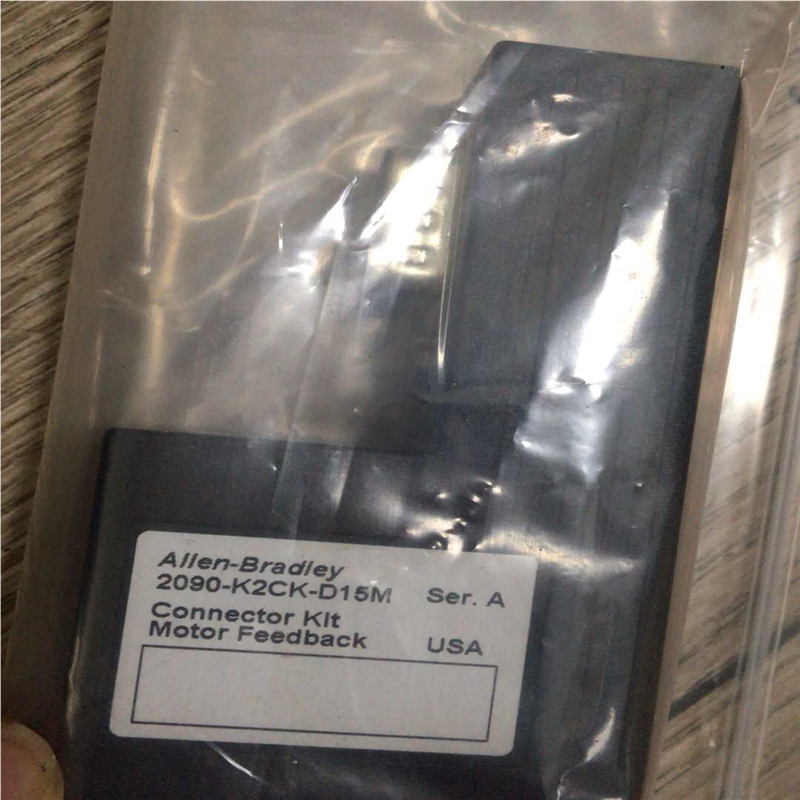 Allen-Bradley
2090-K2CK-D15M Ser. A
Connector Kit
Motor Feedback USA